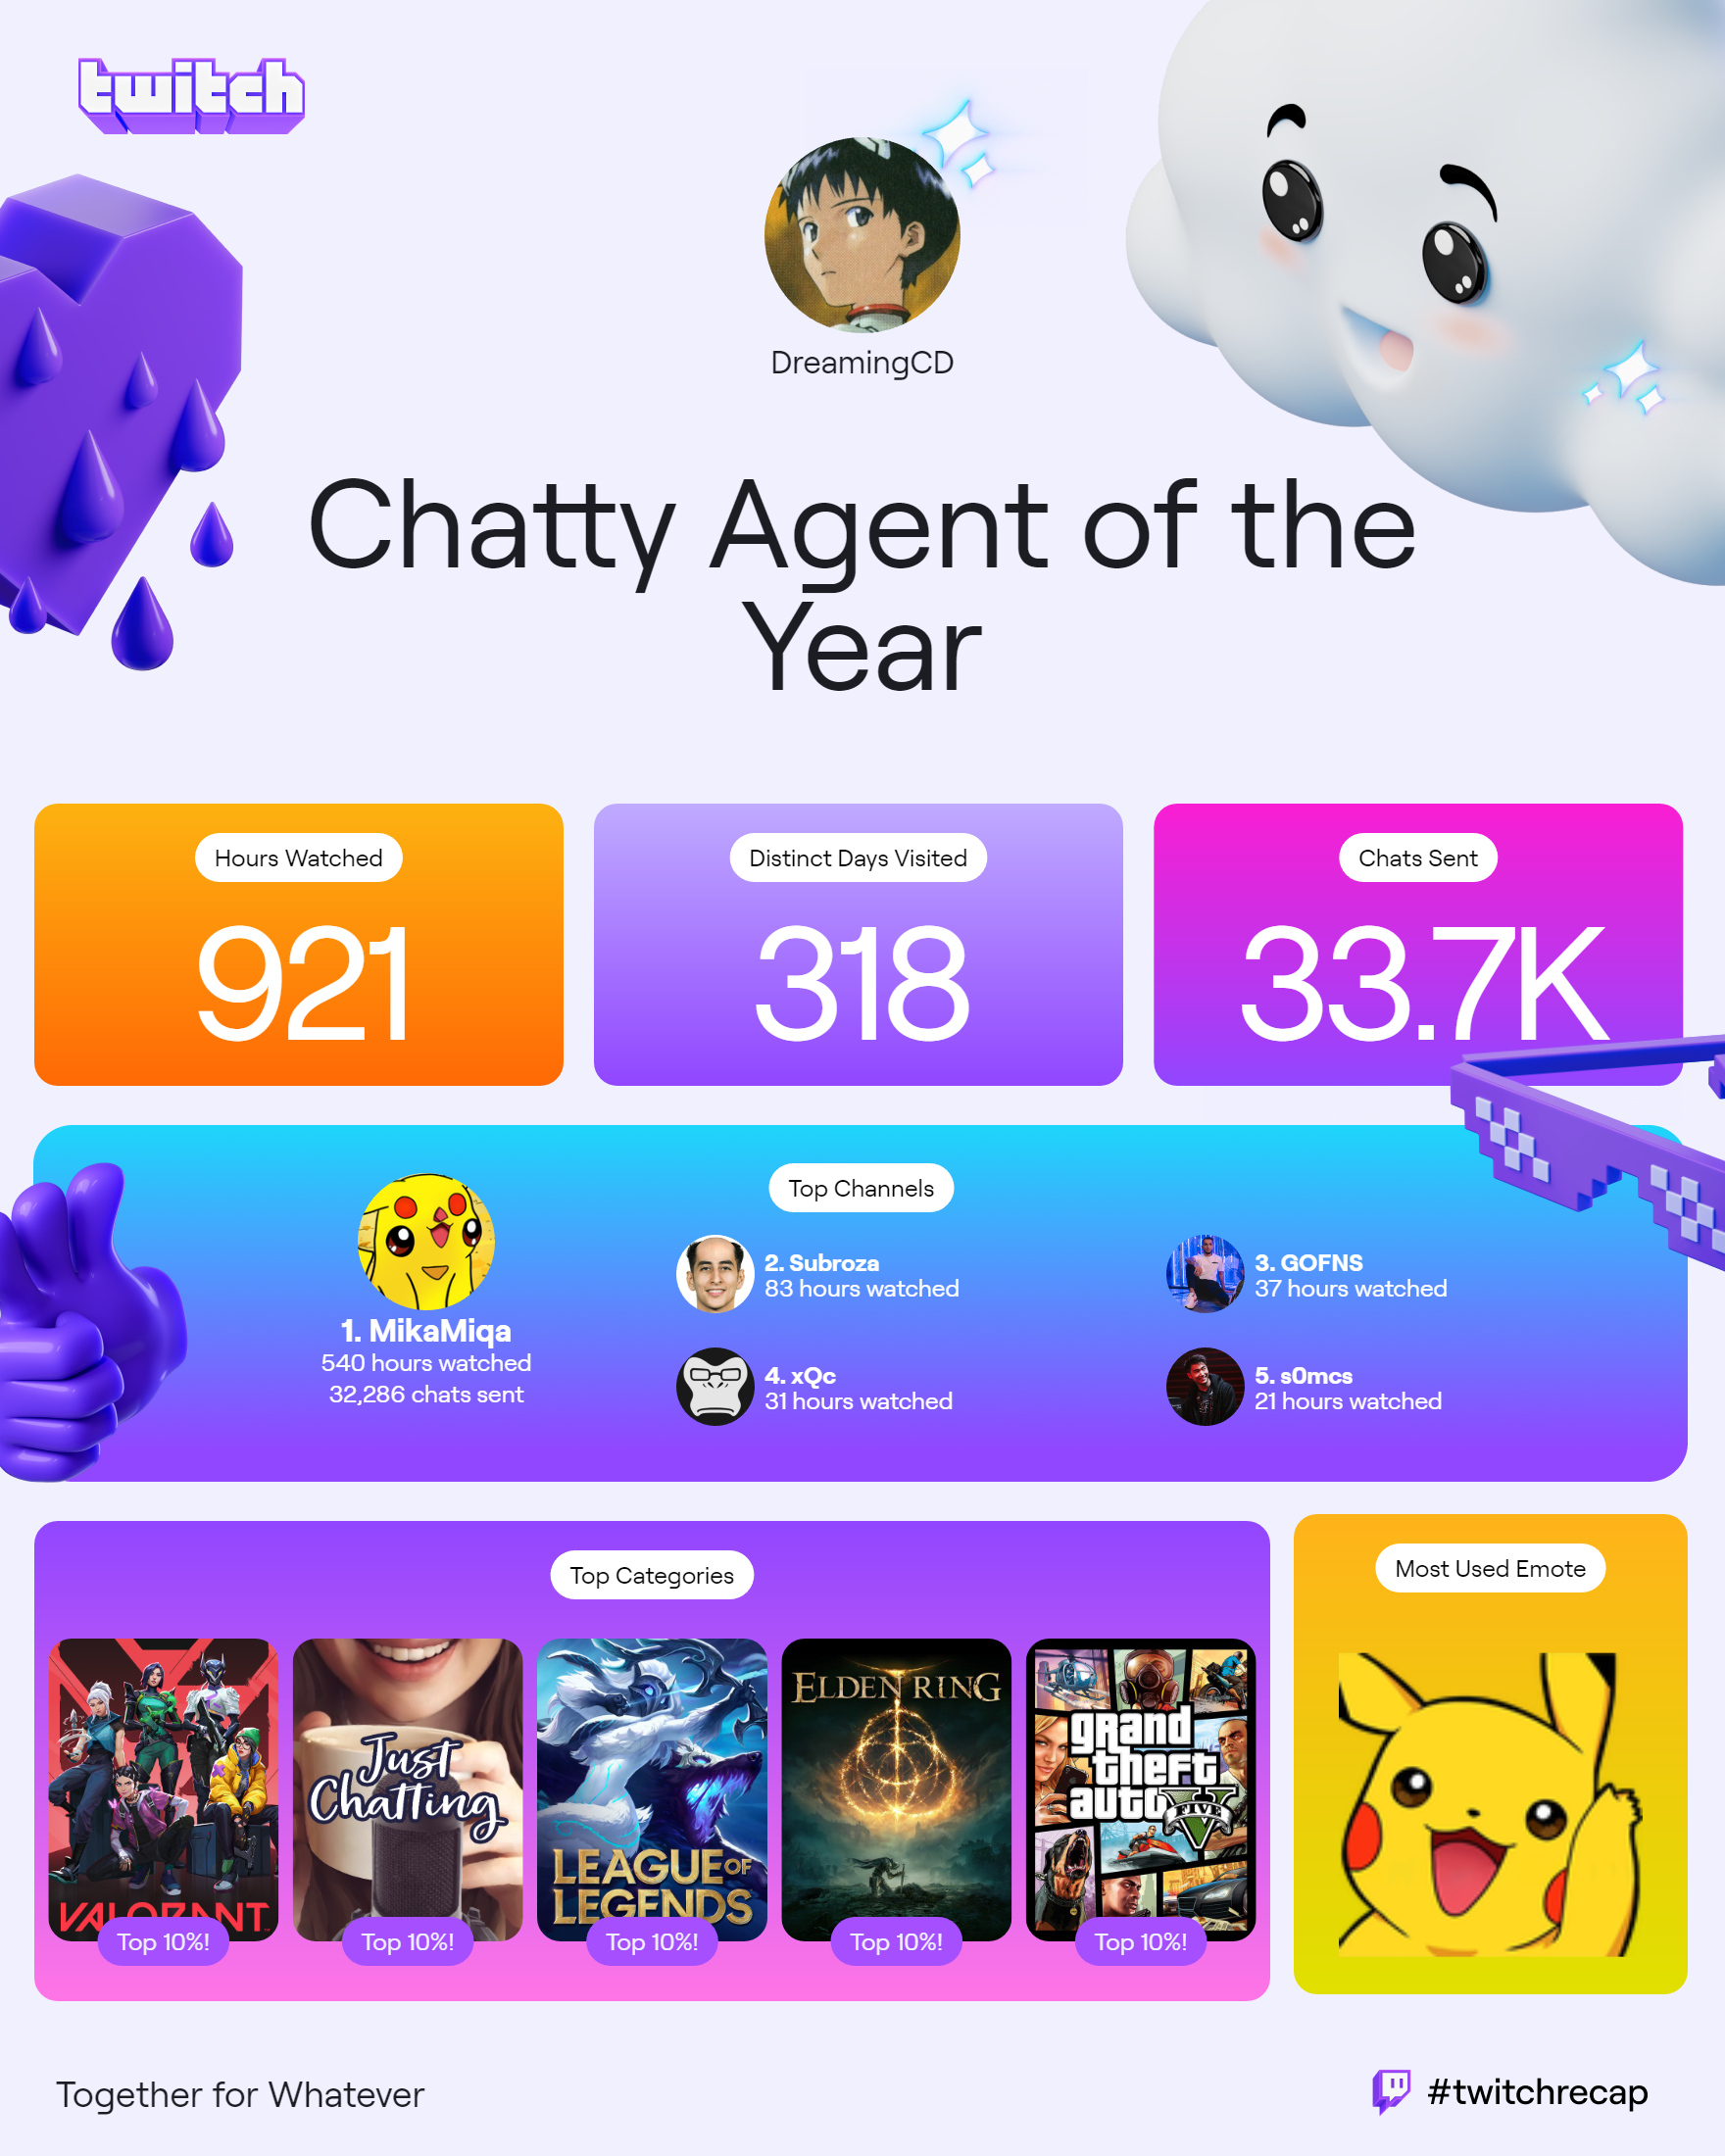 twitch
DreamingCD
Chatty Agent of the
Year
Hours Watched
921
Distinct Days Visited
318
Chats Sent
33.7K
Top Channels
1. MikaMiqa
540 hours watched
32,286 chats sent
2. Subroza
83 hours watched
3. GOFNS
37 hours watched
4. xQc
31 hours watched
5. s0mcs
21 hours watched
Top Categories
VALORANT
Top 10%!
Just
Chatting
Top 10%!
LEAGUE OF
LEGENDS
Top 10%!
ELDEN RING
Top 10%!
grand
theft
auto V
FIVE
Top 10%!
Most Used Emote
Together for Whatever
#twitchrecap